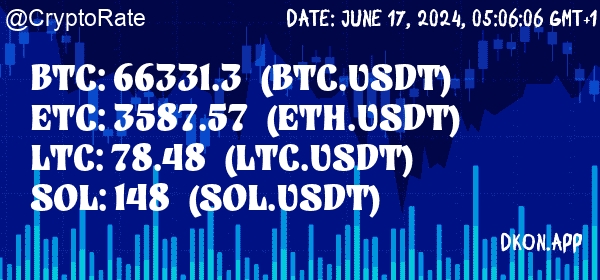 @CryptoRate
DATE: JUNE 17, 2024, 05:06:06 GMT+1
BTC: 66331.3 (BTC.USDT)
ETC: 3587.57 (ETH.USDT)
LTC: 78.48 (LTC.USDT)
SOL: 148 (SOL.USDT)
DKON.APP